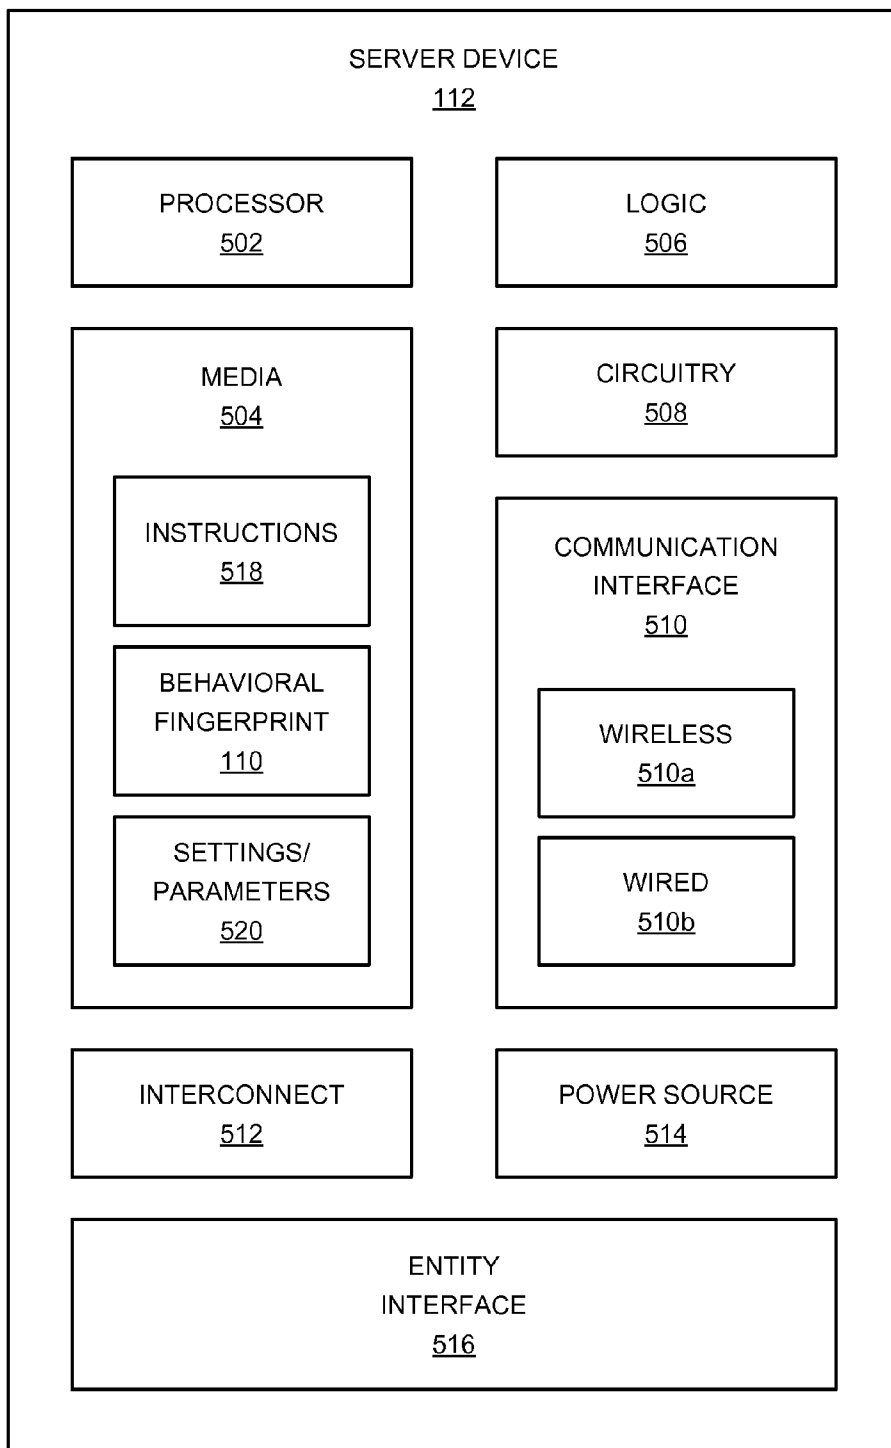 SERVER DEVICE
112
PROCESSOR
502
LOGIC
506
MEDIA
504
INSTRUCTIONS
518
BEHAVIORAL
FINGERPRINT
110
SETTINGS/
PARAMETERS
520
CIRCUITRY
508
COMMUNICATION
INTERFACE
510
WIRELESS
510a
WIRED
510b
INTERCONNECT
512
POWER SOURCE
514
ENTITY
INTERFACE
516